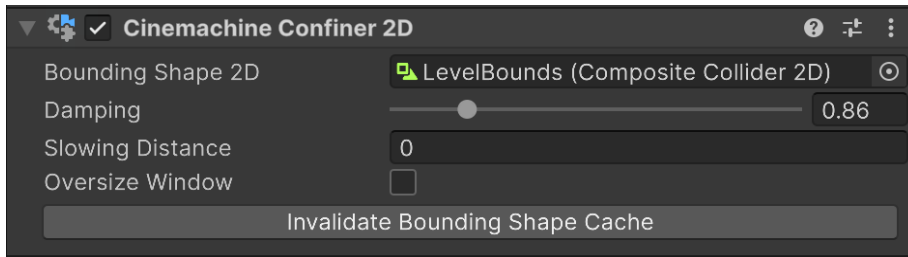 Cinemachine Confiner 2D
Bounding Shape 2D LevelBounds (Composite Collider 2D)
Damping 0.86
Slowing Distance 0
Oversize Window
Invalidate Bounding Shape Cache